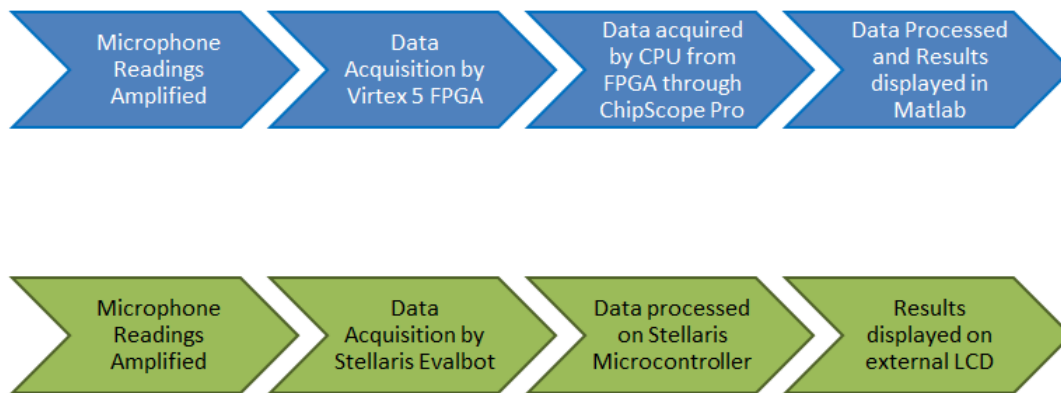 Microphone
Readings
Amplified
Data
Acquisition by
Virtex 5 FPGA
Data acquired
by CPU from
FPGA through
ChipScope Pro
Data Processed
and Results
displayed in
Matlab
Microphone
Readings
Amplified
Data
Acquisition by
Stellaris Evalbot
Data processed
on Stellaris
Microcontroller
Results
displayed on
external LCD